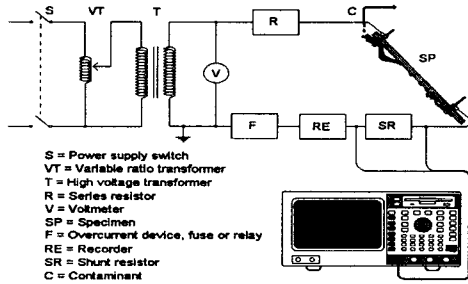 S VT T R C
SP
V
F RE SR
S = Power supply switch
VT = Variable ratio transformer
T = High voltage transformer
R = Series resistor
V = Voltmeter
SP = Specimen
F = Overcurrent device, fuse or relay
RE = Recorder
SR = Shunt resistor
C = Contaminant